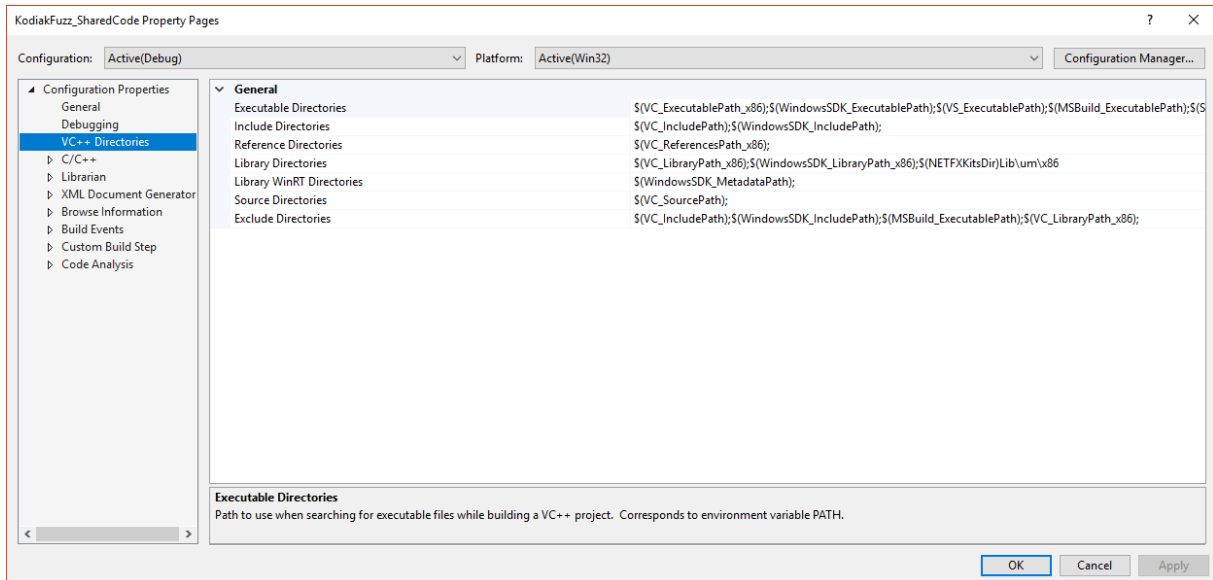 KodiakFuzz_SharedCode Property Pages
Configuration: Active(Debug) Platform: Active(Win32) Configuration Manager...
Configuration Properties
General
Debugging
VC++ Directories
C/C++
Librarian
XML Document Generator
Browse Information
Build Events
Custom Build Step
Code Analysis
General
Executable Directories $(VC_ExecutablePath_x86);$(WindowsSDK_ExecutablePath);$(VS_ExecutablePath);$(MSBuild_ExecutablePath);$(S
Include Directories $(VC_IncludePath);$(WindowsSDK_IncludePath);
Reference Directories $(VC_ReferencesPath_x86);
Library Directories $(VC_LibraryPath_x86);$(WindowsSDK_LibraryPath_x86);$(NETFXKitsDir)Lib\um\x86
Library WinRT Directories $(WindowsSDK_MetadataPath);
Source Directories $(VC_SourcePath);
Exclude Directories $(VC_IncludePath);$(WindowsSDK_IncludePath);$(MSBuild_ExecutablePath);$(VC_LibraryPath_x86);
Executable Directories
Path to use when searching for executable files while building a VC++ project. Corresponds to environment variable PATH.
OK Cancel Apply